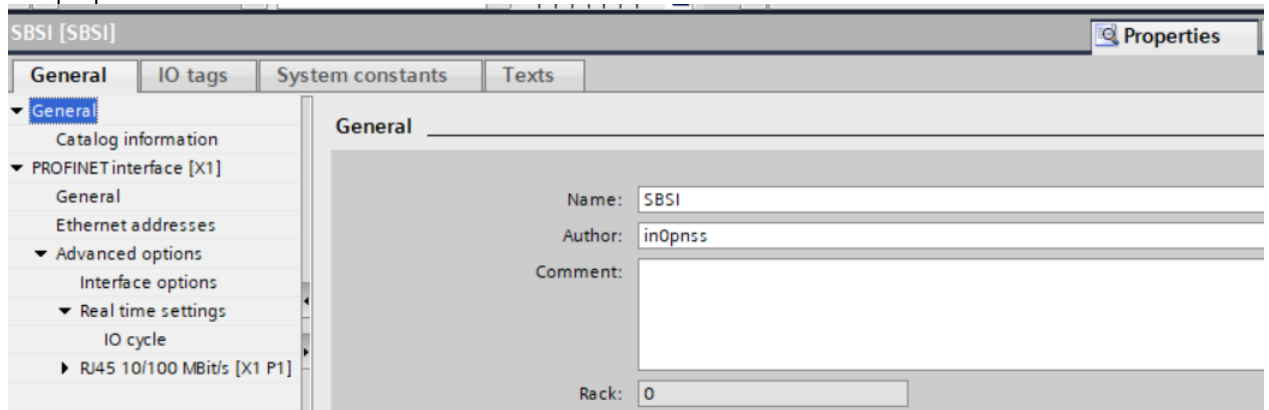 SBSI [SBSI]
Properties
General IO tags System constants Texts
General
Catalog information
PROFINET interface [X1]
General
Ethernet addresses
Advanced options
Interface options
Real time settings
IO cycle
RJ45 10/100 MBit/s [X1 P1]
General
Name: SBSI
Author: in0pnss
Comment:
Rack: 0